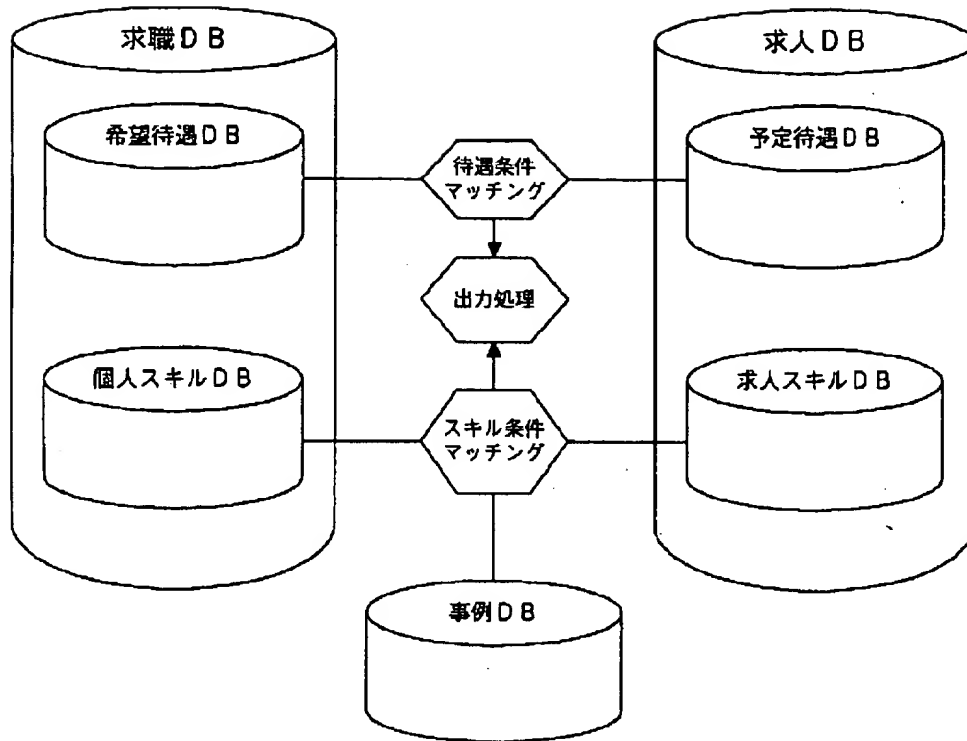 求職ＤＢ
求人ＤＢ
希望待遇ＤＢ
待遇条件
マッチング
予定待遇ＤＢ
出力処理
個人スキルＤＢ
スキル条件
マッチング
求人スキルＤＢ
事例ＤＢ